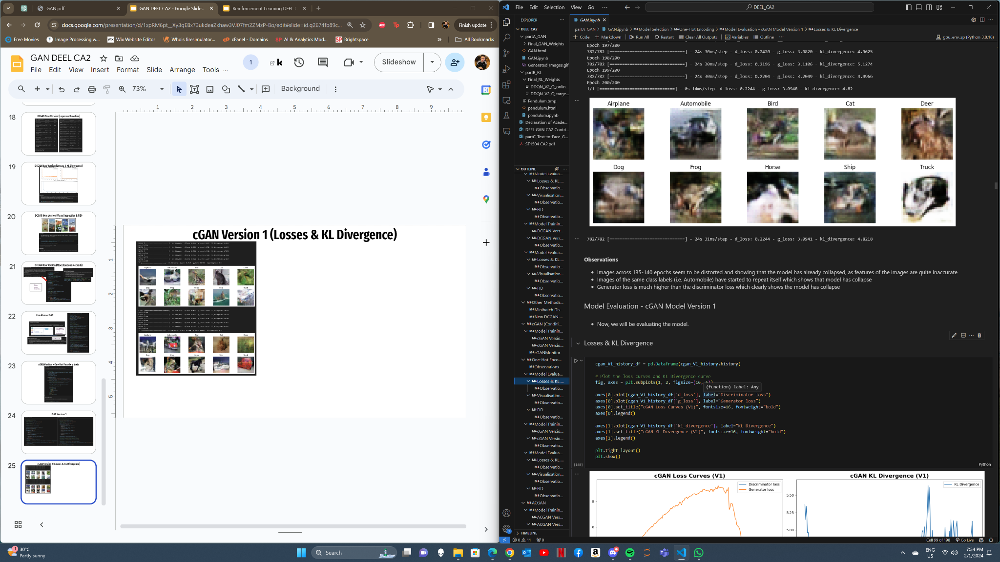 GAN.pdf
GAN DEEL CA2 - Google Slides
Reinforcement Learning DEEL C
docs.google.com/presentation/d/1xpRM6pt__Xy3gEBx73ukdeaZxhaw3VJ07fm2ZMzP-Bo/edit#slide=id.g2674fb89c...
Finish update
Free Movies
Image Processing w...
Wix Website Editor
Whois firesimulator...
cPanel - Domains
AI & Analytics Mod...
Brightspace
All Bookmarks
GAN DEEL CA2
File Edit View Insert Format Slide Arrange Tools ...
1
k
Slideshow
73%
Background
1 2 3 4 5 6 7 8 9
18
DCGAN New Version (Improved Baseline)
19
DCGAN New Version (Losses & KL Divergence)
20
DCGAN New Version (Visual Inspection & FID)
21
DCGAN New Version (Miscellaneous Methods)
22
Conditional GAN
23
cGANMonitor + One Hot Encode y_train
24
cGAN Version 1
25
cGAN Version 1 (Losses & KL Divergence)
cGAN Version 1 (Losses & KL Divergence)
Airplane Automobile Bird Cat Deer
Dog Frog Horse Ship Truck
Airplane Automobile Bird Cat Deer
Dog Frog Horse Ship Truck
File Edit Selection View Go ...
DEEL_CA2
EXPLORER
DEEL_CA2
partA_GAN
Final_GAN_Weights
GAN.html
GAN.ipynb
Generated_Images.gif
partB_RL
Final_RL_Weights
DDQN_V2_Q_onlin...
DDQN_V2_Q_targe...
Pendulum.bmp
pendulum.html
pendulum.ipynb
Declaration of Acade...
DEEL GAN CA2 Contri...
partC_Text-to-Face_G...
ST1504 CA2.pdf
OUTLINE
Model Evalua...
Losses & KL ...
Observatio...
Visualisation...
Observatio...
FID
Observatio...
Model Trainin...
DCGAN Vers...
DCGAN Vers...
Observatio...
Model Evalua...
Losses & KL ...
Observatio...
Visualisation...
Observatio...
FID
Observatio...
Other Methods...
Minibatch Dis...
New DCGAN ...
cGAN (Conditi...
Model Trainin...
cGAN Versio...
cGAN Versio...
cGANMonitor
One-Hot Enco...
Observations
Model Evalua...
Losses & KL ...
Observatio...
Visualisation...
Observatio...
FID
Observatio...
Model Trainin...
cGAN Versio...
cGAN Versio...
Observatio...
Model Evalua...
Losses & KL ...
Observatio...
Visualisation...
Observatio...
FID
Observatio...
ACGAN
Model Trainin...
ACGAN Vers...
ACGAN Vers...
TIMELINE
GAN.ipynb
partA_GAN > GAN.ipynb > Model Selection > One-Hot Encoding > Model Evaluation - cGAN Model Version 1 > Losses & KL Divergence
+ Code + Markdown Run All Restart Clear All Outputs Variables Outline ...
gpu_env_sp (Python 3.8.18)
Epoch 197/200
782/782 [==============================] - 24s 30ms/step - d_loss: 0.2420 - g_loss: 3.0820 - kl_divergence: 4.9625
Epoch 198/200
782/782 [==============================] - 24s 30ms/step - d_loss: 0.2196 - g_loss: 3.1106 - kl_divergence: 5.1274
Epoch 199/200
782/782 [==============================] - 24s 30ms/step - d_loss: 0.2204 - g_loss: 3.2049 - kl_divergence: 4.4966
Epoch 200/200
1/1 [==============================] - 0s 14ms/step- d_loss: 0.2244 - g_loss: 3.0948 - kl_divergence: 4.82
Airplane Automobile Bird Cat Deer
Dog Frog Horse Ship Truck
782/782 [==============================] - 24s 31ms/step - d_loss: 0.2244 - g_loss: 3.0941 - kl_divergence: 4.8218
Observations
• Images across 135-140 epochs seem to be distorted and showing that the model has already collapsed, as features of the images are quite inaccurate
• Images of the same class labels (i.e. Automobile) have started to repeat itself which shows that model has collapse
• Generator loss is much higher than the discriminator loss which clearly shows the model has collapse
Model Evaluation - cGAN Model Version 1
• Now, we will be evaluating the model.
Losses & KL Divergence
cgan_V1_history_df = pd.DataFrame(cgan_V1_history.history)
# Plot the loss curves and KL Divergence curve
fig, axes = plt.subplots(1, 2, figsize=(16,
(function) label: Any
axes[0].plot(cgan_V1_history_df['d_loss'], label="Discriminator loss")
axes[0].plot(cgan_V1_history_df['g_loss'], label="Generator loss")
axes[0].set_title("cGAN Loss Curves (V1)", fontsize=16, fontweight="bold")
axes[0].legend()
axes[1].plot(cgan_V1_history_df['kl_divergence'], label="KL Divergence")
axes[1].set_title("cGAN KL Divergence (V1)", fontsize=16, fontweight="bold")
axes[1].legend()
plt.tight_layout()
plt.show()
[148]
Python
cGAN Loss Curves (V1)
Discriminator loss
Generator loss
8
6
cGAN KL Divergence (V1)
KL Divergence
5.50
5.25
5.00
0 11 0
Cell 99 of 198 Go Live
30°C
Partly sunny
Search
ENG
US
7:54 PM
2/1/2024